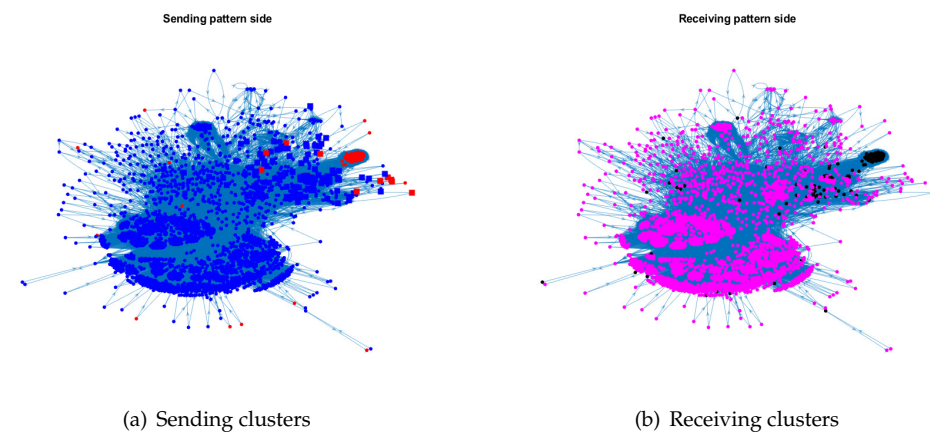 Sending pattern side
Receiving pattern side
(a) Sending clusters
(b) Receiving clusters